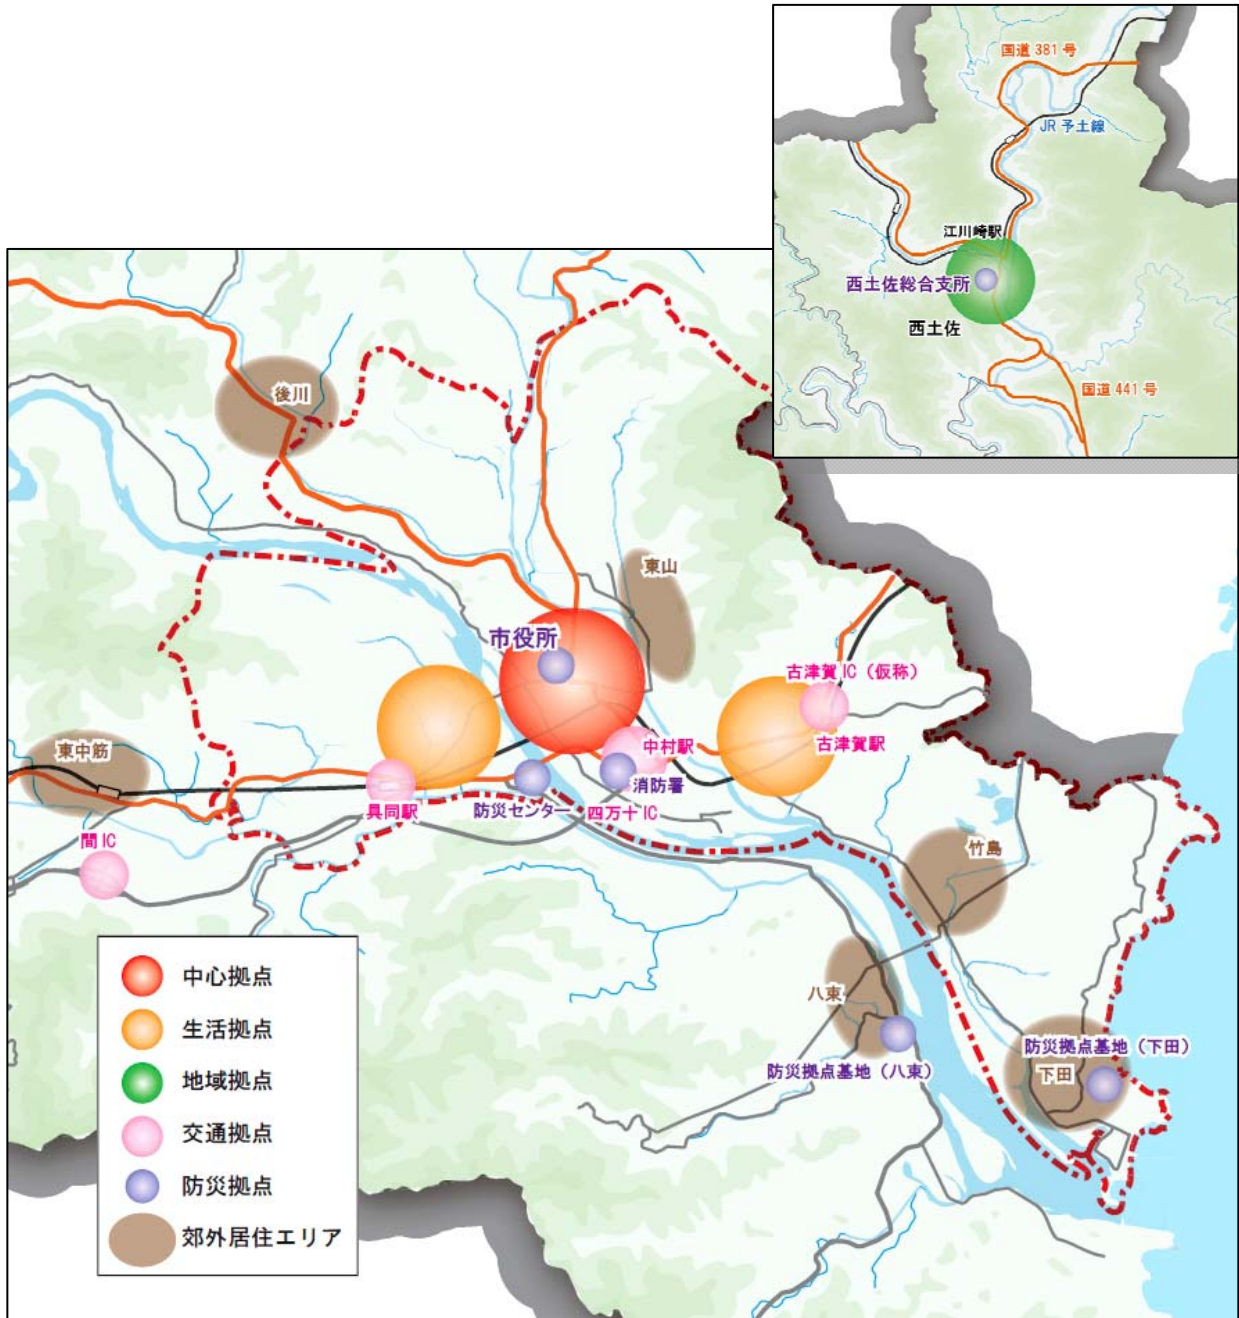 国道 381 号
JR 予土線
江川崎駅
西土佐総合支所
西土佐
国道 441 号
後川
東山
市役所
古津賀 IC（仮称）
古津賀駅
中村駅
消防署
東中筋
具同駅
防災センター
四万十 IC
間 IC
竹島
八束
防災拠点基地（八束）
防災拠点基地（下田）
下田
中心拠点
生活拠点
地域拠点
交通拠点
防災拠点
郊外居住エリア